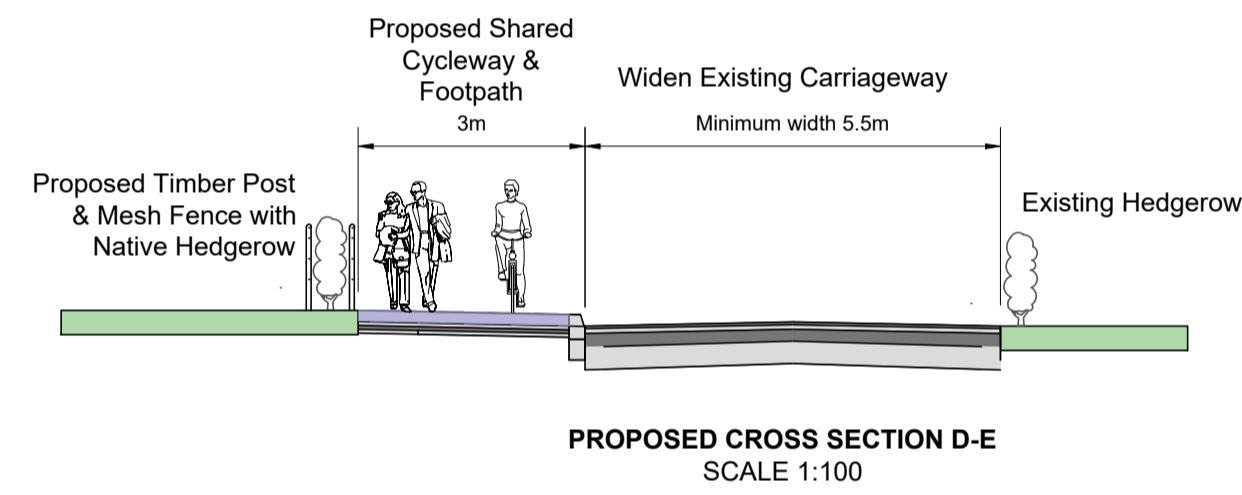 Proposed Shared
Cycleway &
Footpath
3m
Widen Existing Carriageway
Minimum width 5.5m
Proposed Timber Post
& Mesh Fence with
Native Hedgerow
Existing Hedgerow
PROPOSED CROSS SECTION D-E
SCALE 1:100